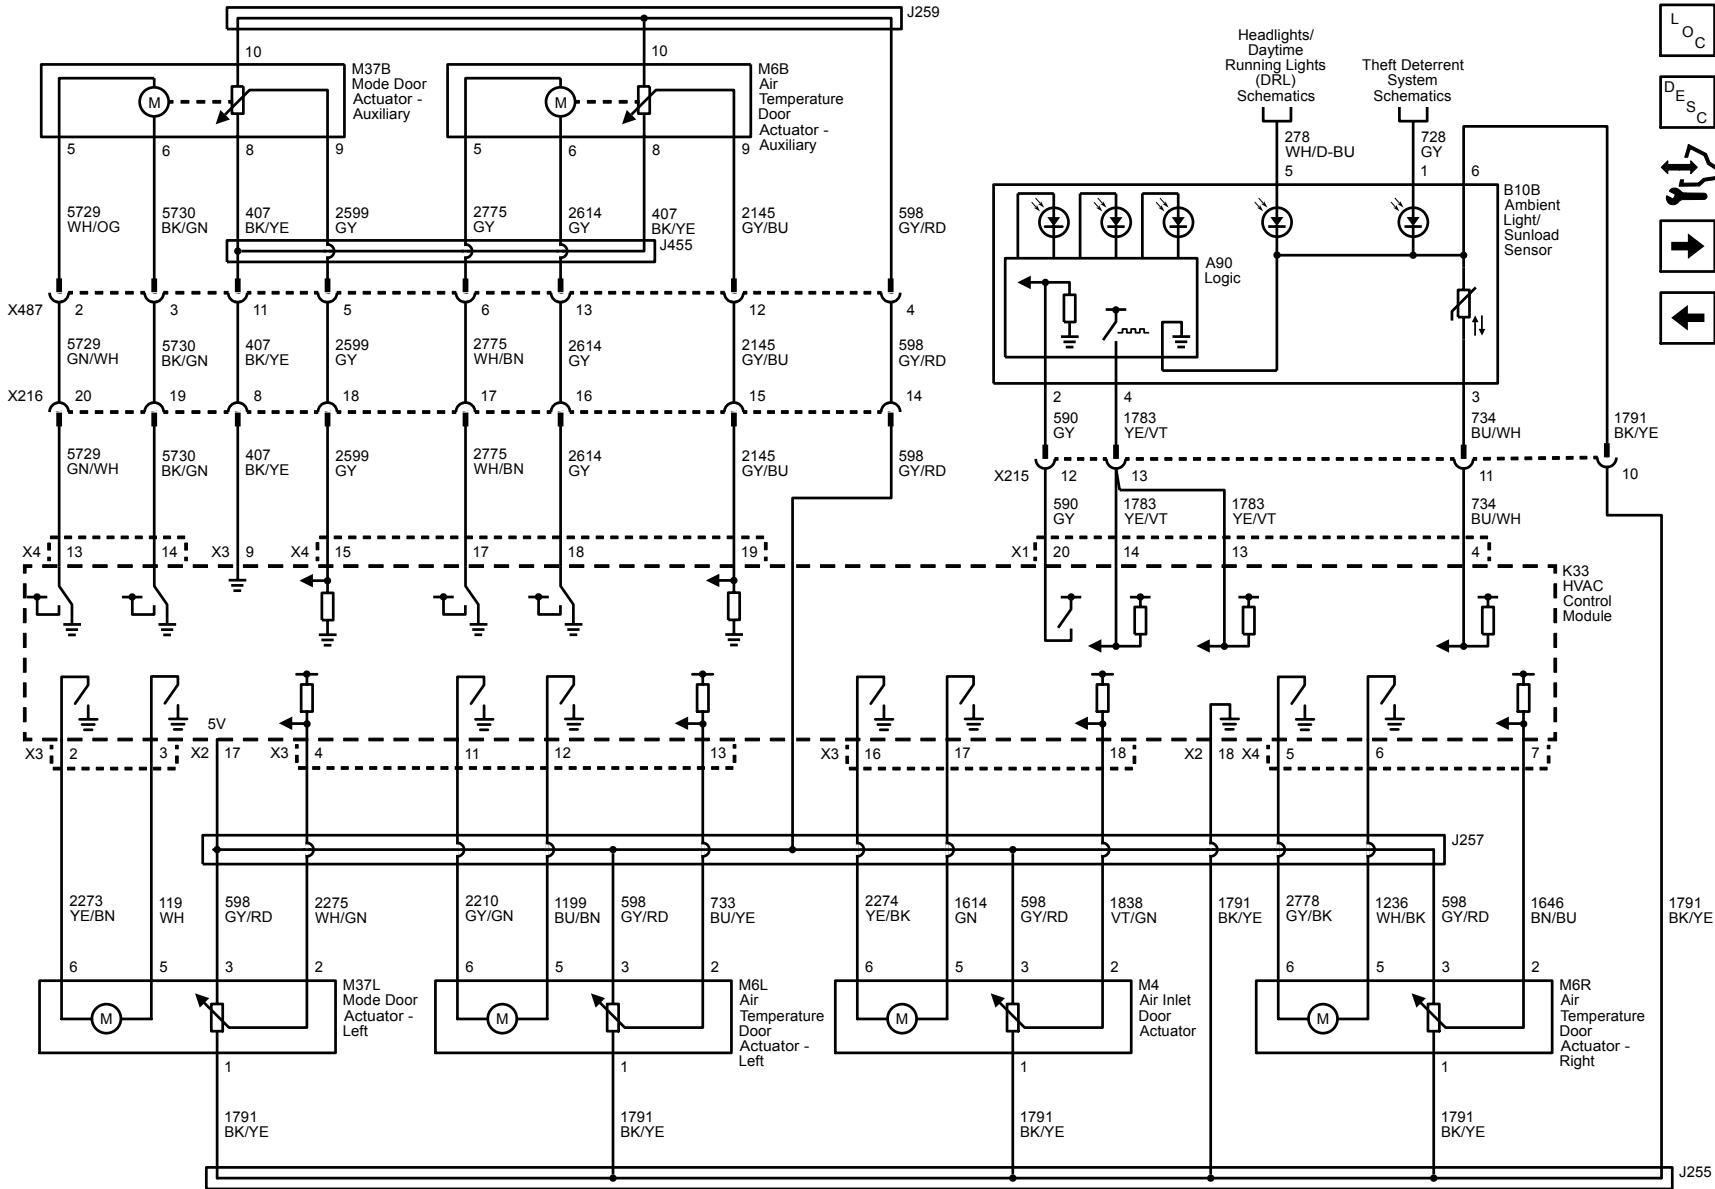 J259
10
10
M37B
Mode Door
Actuator -
Auxiliary
M
M6B
Air
Temperature
Door
Actuator -
Auxiliary
M
Headlights/
Daytime
Running Lights
(DRL)
Schematics
Theft Deterrent
System
Schematics
L
O
C
D
E
S
C
5 6 8 9 5 6 8 9
278
WH/D-BU
5
728
GY
1
6
B10B
Ambient
Light/
Sunload
Sensor
A90
Logic
5729
WH/OG
5730
BK/GN
407
BK/YE
2599
GY
2775
GY
2614
GY
407
BK/YE
J455
2145
GY/BU
598
GY/RD
X487 2 3 11 5 6 13 12 4
5729
GN/WH
5730
BK/GN
407
BK/YE
2599
GY
2775
WH/BN
2614
GY
2145
GY/BU
598
GY/RD
X216 20 19 8 18 17 16 15 14
2 4 3
590
GY
1783
YE/VT
734
BU/WH
1791
BK/YE
5729
GN/WH
5730
BK/GN
407
BK/YE
2599
GY
2775
WH/BN
2614
GY
2145
GY/BU
598
GY/RD
X215 12 13 11 10
590
GY
1783
YE/VT
1783
YE/VT
734
BU/WH
X4 13 14 X3 9 X4 15 17 18 19 X1 20 14 13 4
K33
HVAC
Control
Module
5V
X3 2 3 X2 17 X3 4 11 12 13 X3 16 17 18 X2 18 X4 5 6 7
J257
2273
YE/BN
119
WH
598
GY/RD
2275
WH/GN
2210
GY/GN
1199
BU/BN
598
GY/RD
733
BU/YE
2274
YE/BK
1614
GN
598
GY/RD
1838
VT/GN
1791
BK/YE
2778
GY/BK
1236
WH/BK
598
GY/RD
1646
BN/BU
1791
BK/YE
6 5 3 2 6 5 3 2 6 5 3 2 6 5 3 2
M
M37L
Mode Door
Actuator -
Left
M
M6L
Air
Temperature
Door
Actuator -
Left
M
M4
Air Inlet
Door
Actuator
M
M6R
Air
Temperature
Door
Actuator -
Right
1 1 1 1
1791
BK/YE
1791
BK/YE
1791
BK/YE
1791
BK/YE
J255